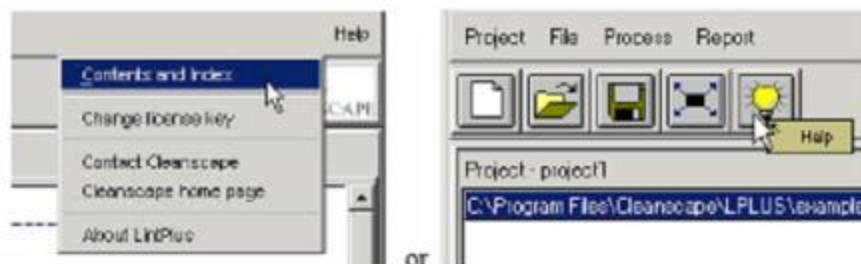 Help
Contents and Index
CAPE
Change license key
Contact Cleanscape
Cleanscape home page
About LintPlus
or
Project File Process Report
Help
Project - project1
C:\Program Files\Cleanscape\LPLUS\example